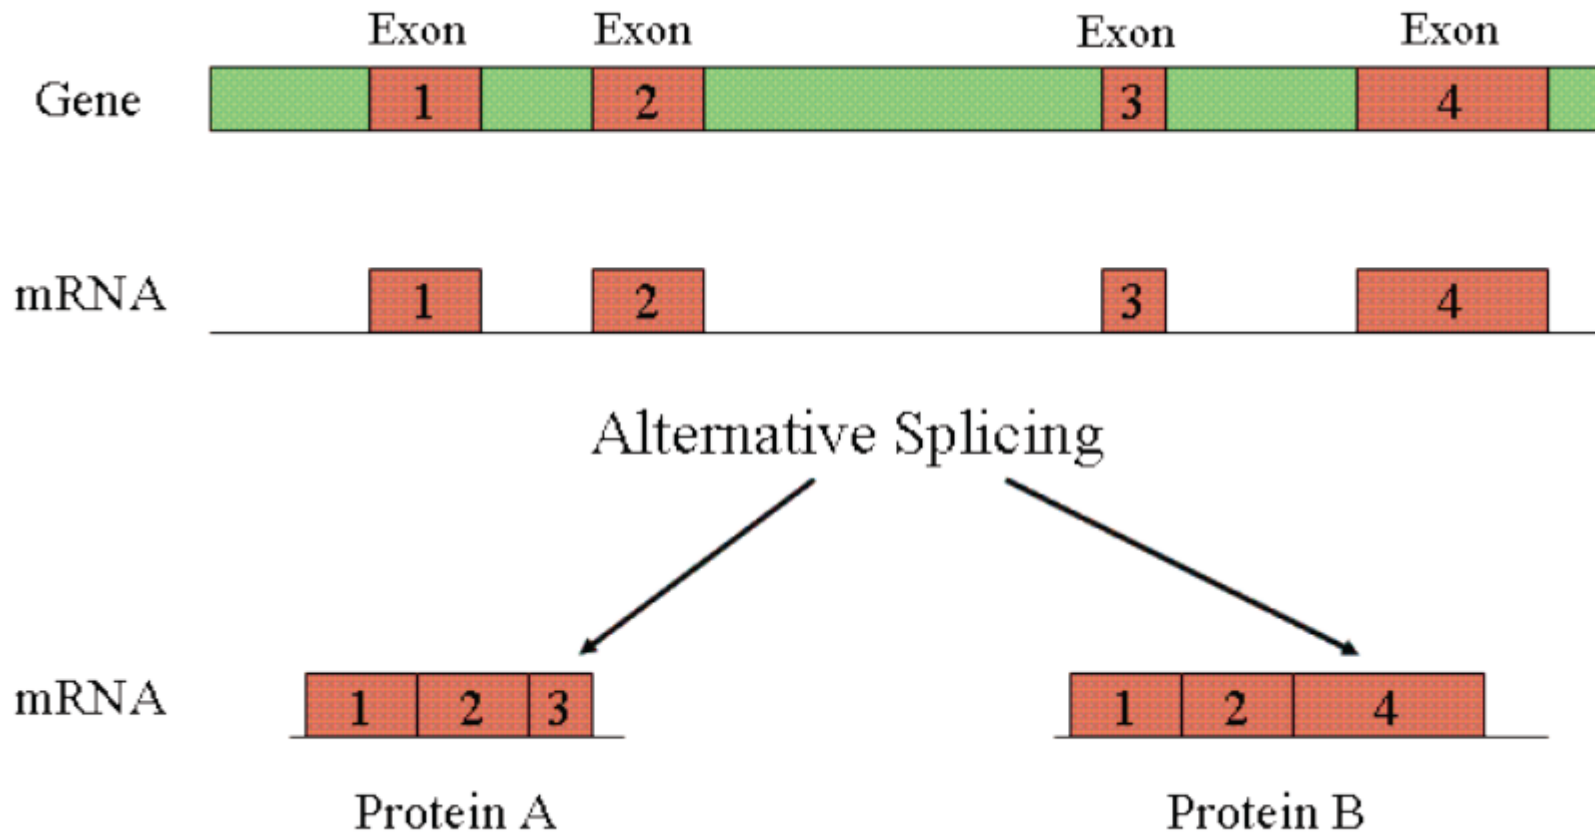 Exon Exon Exon Exon
Gene 1 2 3 4
mRNA 1 2 3 4
Alternative Splicing
mRNA 1 2 3 1 2 4
Protein A Protein B